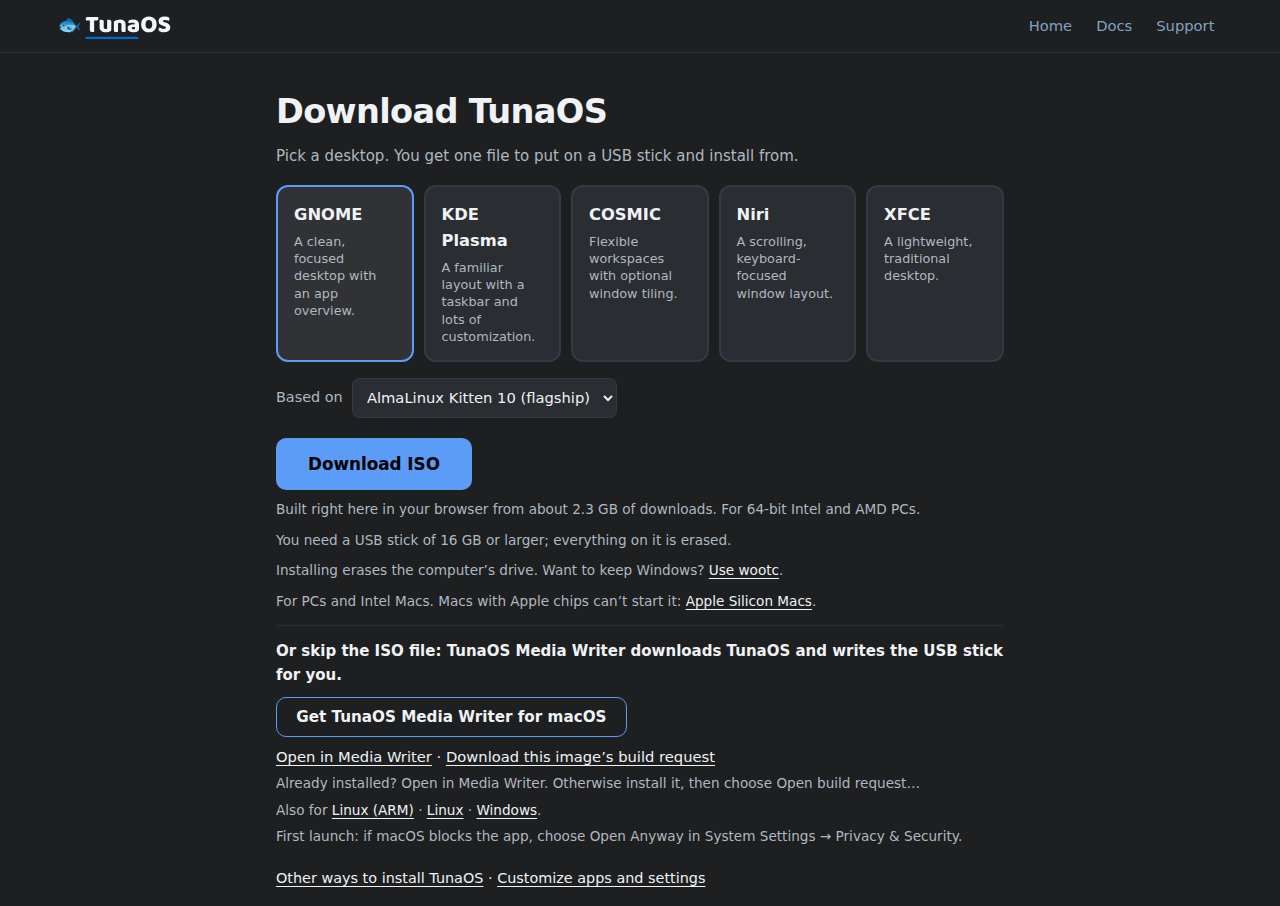 TunaOS
Home Docs Support
Download TunaOS
Pick a desktop. You get one file to put on a USB stick and install from.
GNOME
A clean,
focused
desktop with
an app
overview.
KDE
Plasma
A familiar
layout with a
taskbar and
lots of
customization.
COSMIC
Flexible
workspaces
with optional
window tiling.
Niri
A scrolling,
keyboard-
focused
window layout.
XFCE
A lightweight,
traditional
desktop.
Based on AlmaLinux Kitten 10 (flagship)
Download ISO
Built right here in your browser from about 2.3 GB of downloads. For 64-bit Intel and AMD PCs.
You need a USB stick of 16 GB or larger; everything on it is erased.
Installing erases the computer’s drive. Want to keep Windows? Use wootc.
For PCs and Intel Macs. Macs with Apple chips can’t start it: Apple Silicon Macs.
Or skip the ISO file: TunaOS Media Writer downloads TunaOS and writes the USB stick
for you.
Get TunaOS Media Writer for macOS
Open in Media Writer · Download this image’s build request
Already installed? Open in Media Writer. Otherwise install it, then choose Open build request…
Also for Linux (ARM) · Linux · Windows.
First launch: if macOS blocks the app, choose Open Anyway in System Settings → Privacy & Security.
Other ways to install TunaOS · Customize apps and settings